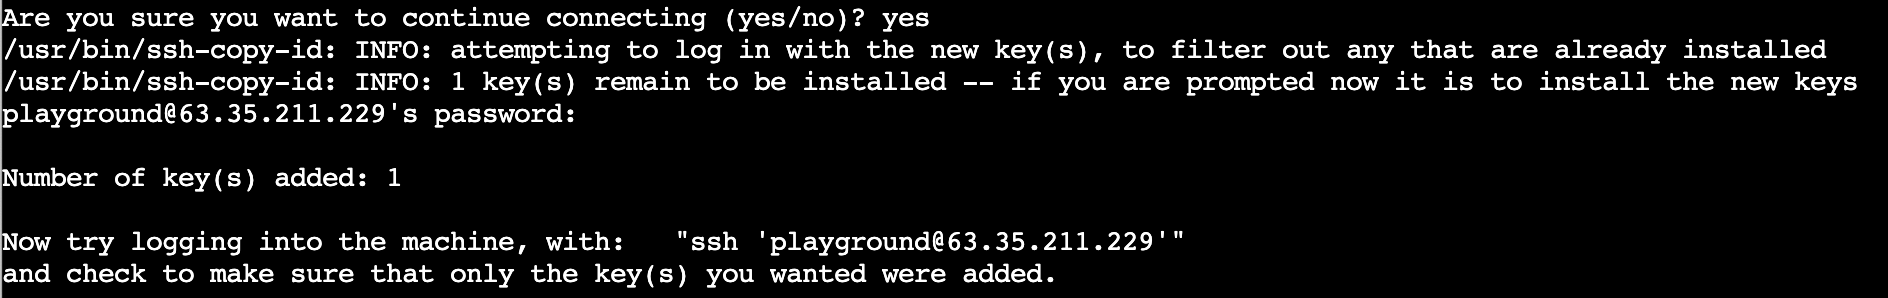 Are you sure you want to continue connecting (yes/no)? yes
/usr/bin/ssh-copy-id: INFO: attempting to log in with the new key(s), to filter out any that are already installed
/usr/bin/ssh-copy-id: INFO: 1 key(s) remain to be installed -- if you are prompted now it is to install the new keys
playground@63.35.211.229's password:

Number of key(s) added: 1

Now try logging into the machine, with:   "ssh 'playground@63.35.211.229'"
and check to make sure that only the key(s) you wanted were added.